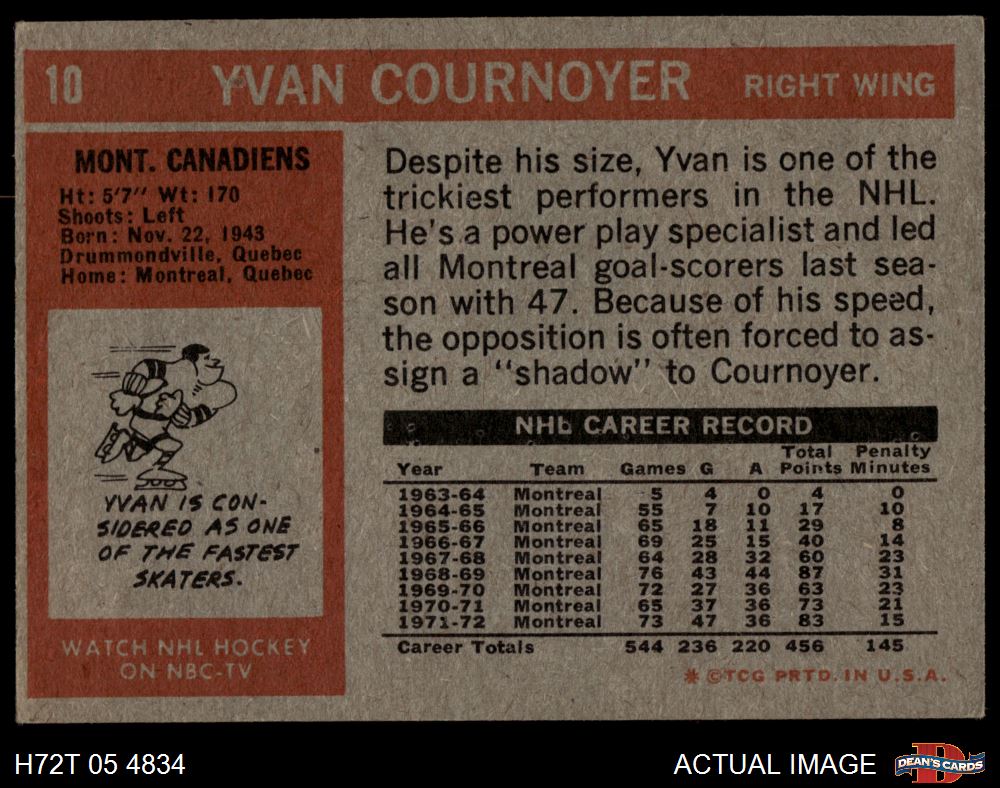 10 YVAN COURNOYER RIGHT WING
MONT. CANADIENS
Ht: 5'7" Wt: 170
Shoots: Left
Born: Nov. 22, 1943
Drummondville, Quebec
Home: Montreal, Quebec
YVAN IS CON-
SIDERED AS ONE
OF THE FASTEST
SKATERS.
WATCH NHL HOCKEY
ON NBC-TV
Despite his size, Yvan is one of the
trickiest performers in the NHL.
He's a power play specialist and led
all Montreal goal-scorers last sea-
son with 47. Because of his speed,
the opposition is often forced to as-
sign a "shadow" to Cournoyer.
NHL CAREER RECORD
Total Penalty
Year Team Games G A Points Minutes
1963-64 Montreal 5 4 0 4 0
1964-65 Montreal 55 7 10 17 10
1965-66 Montreal 65 18 11 29 8
1966-67 Montreal 69 25 15 40 14
1967-68 Montreal 64 28 32 60 23
1968-69 Montreal 76 43 44 87 31
1969-70 Montreal 72 27 36 63 23
1970-71 Montreal 65 37 36 73 21
1971-72 Montreal 73 47 36 83 15
Career Totals 544 236 220 456 145
* ©TCG PRTD. IN U.S.A.
H72T 05 4834 ACTUAL IMAGE
D
DEAN'S CARDS